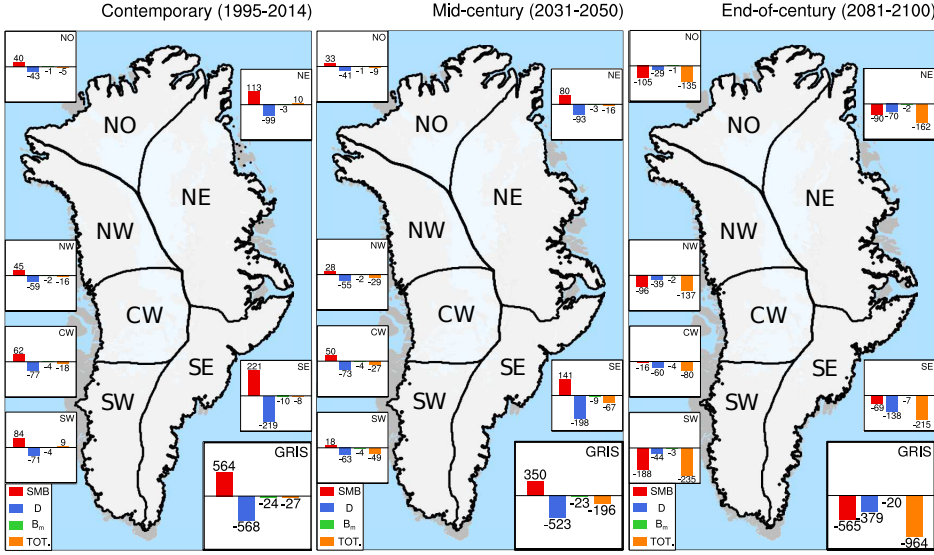 Contemporary (1995-2014)
NO
40
-43
-1
-5
NE
113
-99
-3
10
NO
NE
NW
CW
SW
SE
NW
45
-59
-2
-16
CW
62
-77
-4
-18
SW
84
-71
-4
9
SE
221
-219
-10
-8
GRIS
564
-568
-24
-27
SMB
D
Bm
TOT.
Mid-century (2031-2050)
NO
33
-41
-1
-9
NE
80
-93
-3
-16
NO
NE
NW
CW
SW
SE
NW
28
-55
-2
-29
CW
50
-73
-4
-27
SW
18
-63
-4
-49
SE
141
-198
-9
-67
GRIS
350
-523
-23
-196
SMB
D
Bm
TOT.
End-of-century (2081-2100)
NO
-105
-29
-1
-135
NE
-90
-70
-2
-162
NO
NE
NW
CW
SW
SE
NW
-96
-39
-2
-137
CW
-16
-60
-4
-80
SW
-188
-44
-3
-235
SE
-69
-138
-7
-215
GRIS
-565
-379
-20
-964
SMB
D
Bm
TOT.